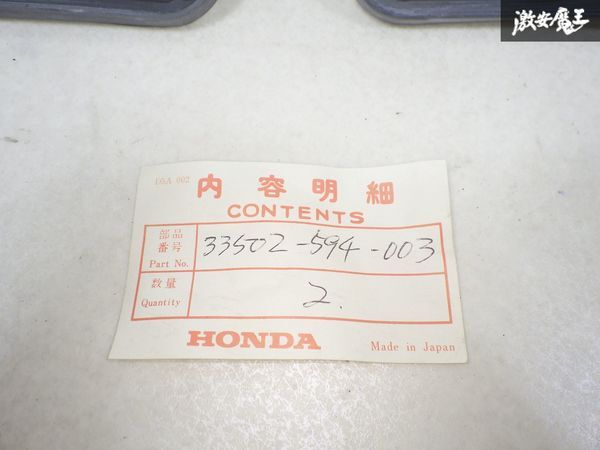 激安魔王
DSA 002
内容明細
CONTENTS
部品
番号
Part No.
33502-594-003
数量
Quantity
2.
HONDA
Made in Japan